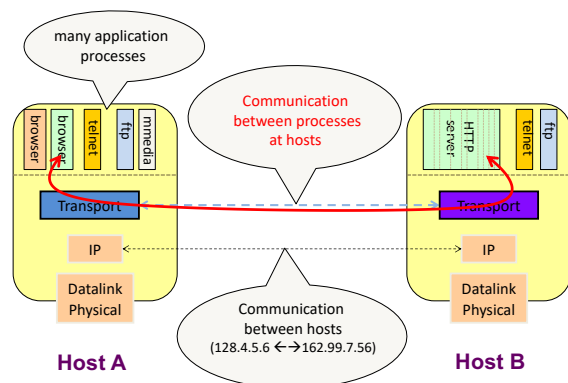 many application
processes
browser
browser
telnet
ftp
mmedia
Communication
between processes
at hosts
HTTP
server
telnet
ftp
Transport
Transport
IP
IP
Datalink
Physical
Communication
between hosts
(128.4.5.6 ←→162.99.7.56)
Datalink
Physical
Host A
Host B